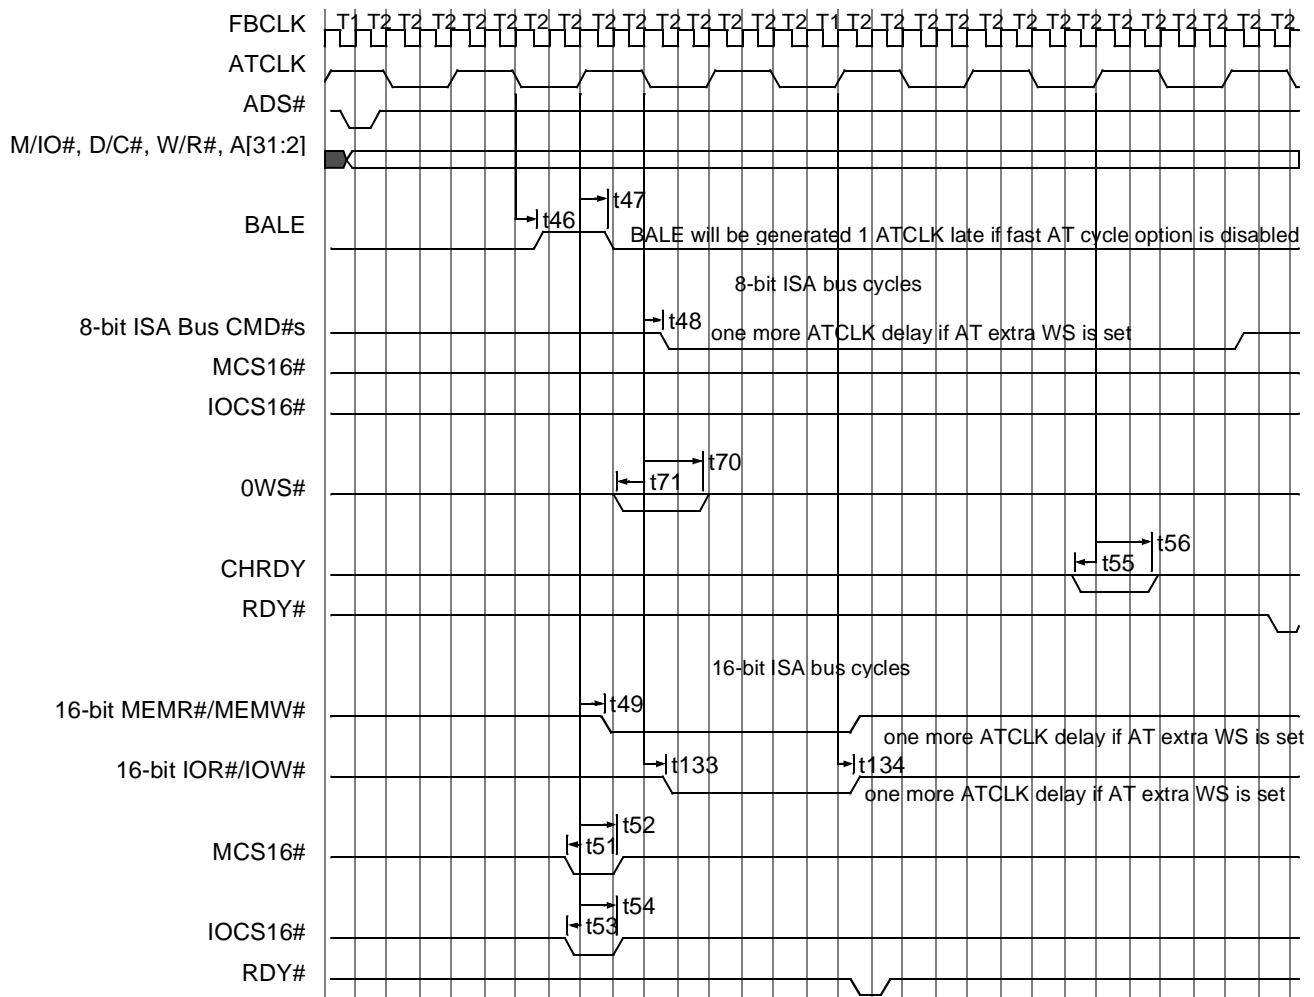 FBCLK T1 T2 T2 T2 T2 T2 T2 T2 T2 T2 T2 T2 T2 T2 T2 T1 T2 T2 T2 T2 T2 T2 T2 T2 T2 T2 T2 T2 T2 T2
ATCLK
ADS#
M/IO#, D/C#, W/R#, A[31:2]
t47
t46
BALE
BALE will be generated 1 ATCLK late if fast AT cycle option is disabled
8-bit ISA bus cycles
8-bit ISA Bus CMD#s t48 one more ATCLK delay if AT extra WS is set
MCS16#
IOCS16#
t70
0WS# t71
t56
CHRDY t55
RDY#
16-bit ISA bus cycles
16-bit MEMR#/MEMW# t49
one more ATCLK delay if AT extra WS is set
16-bit IOR#/IOW# t133 t134
one more ATCLK delay if AT extra WS is set
t52
MCS16# t51
t54
IOCS16# t53
RDY#